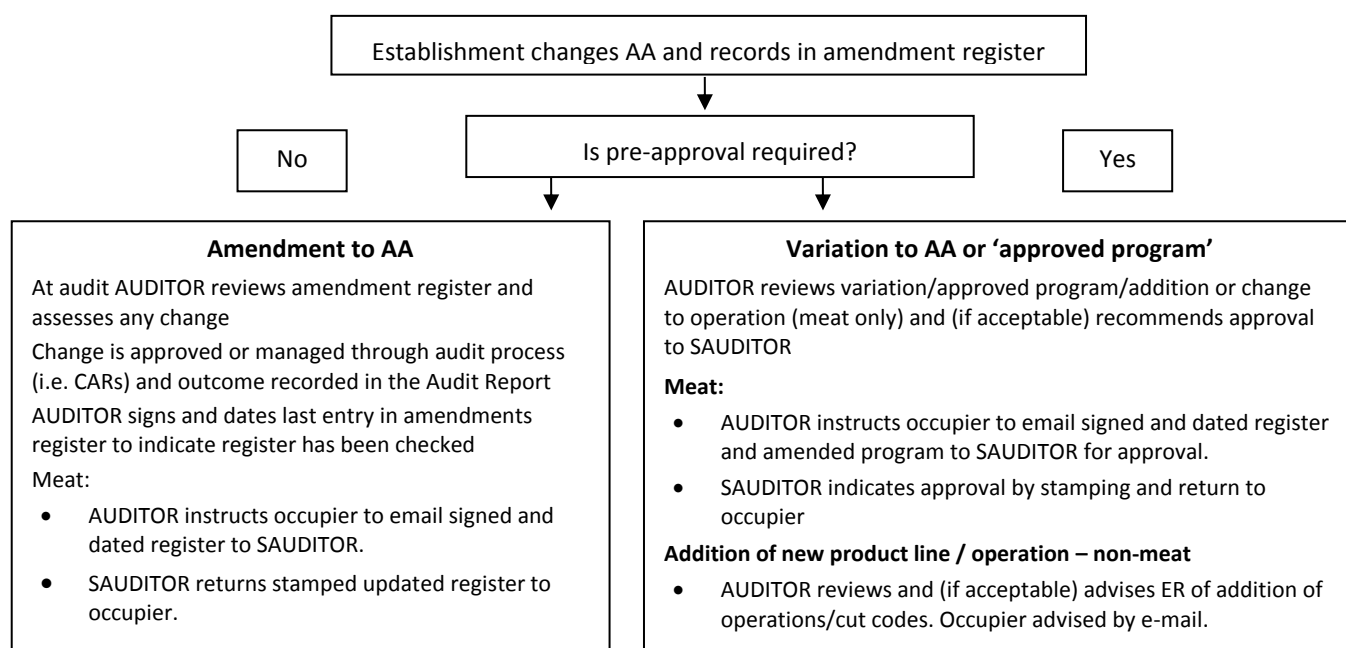 Establishment changes AA and records in amendment register
No
Is pre-approval required?
Yes
Amendment to AA
At audit AUDITOR reviews amendment register and
assesses any change
Change is approved or managed through audit process
(i.e. CARs) and outcome recorded in the Audit Report
AUDITOR signs and dates last entry in amendments
register to indicate register has been checked
Meat:
• AUDITOR instructs occupier to email signed and
dated register to SAUDITOR.
• SAUDITOR returns stamped updated register to
occupier.
Variation to AA or ‘approved program’
AUDITOR reviews variation/approved program/addition or change
to operation (meat only) and (if acceptable) recommends approval
to SAUDITOR
Meat:
• AUDITOR instructs occupier to email signed and dated register
and amended program to SAUDITOR for approval.
• SAUDITOR indicates approval by stamping and return to
occupier
Addition of new product line / operation – non-meat
• AUDITOR reviews and (if acceptable) advises ER of addition of
operations/cut codes. Occupier advised by e-mail.